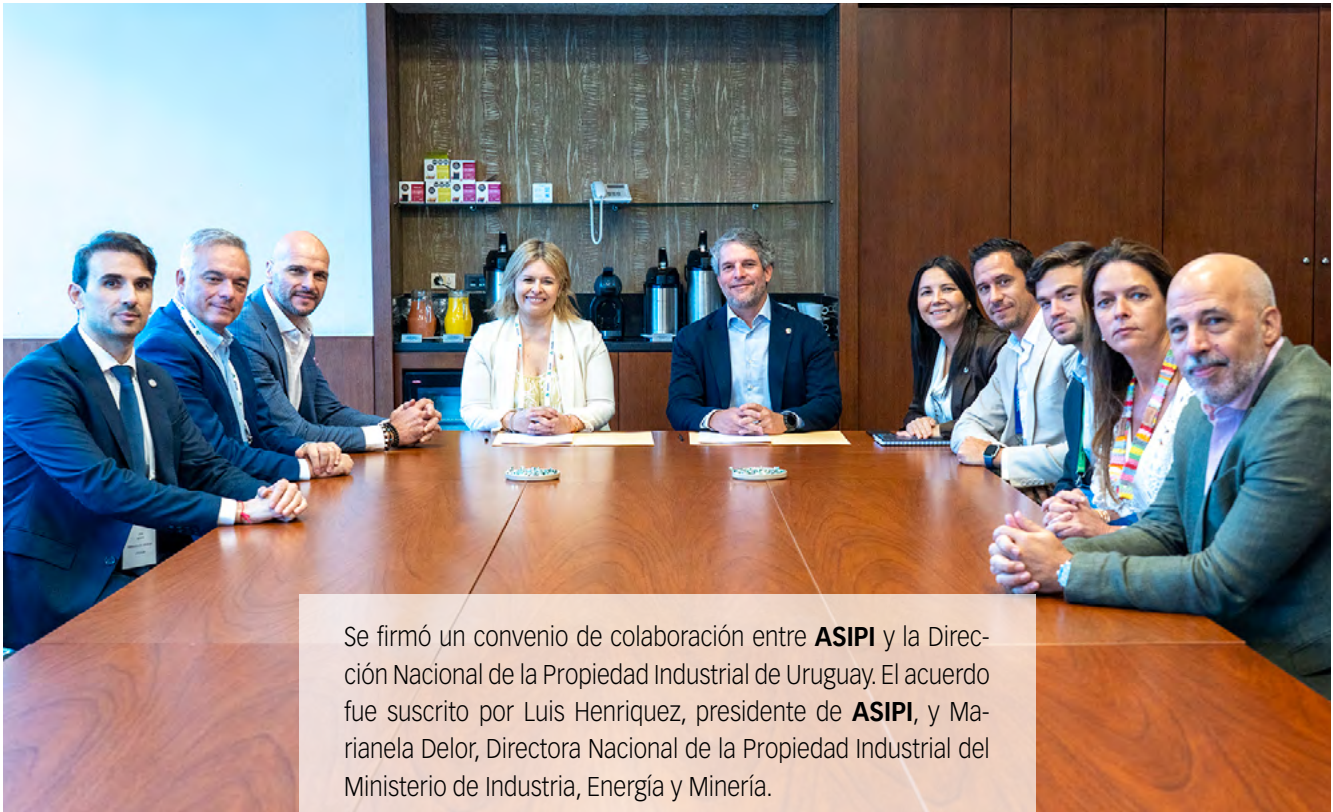 Se firmó un convenio de colaboración entre ASIPI y la Direc-
ción Nacional de la Propiedad Industrial de Uruguay. El acuerdo
fue suscrito por Luis Henriquez, presidente de ASIPI, y Ma-
rianela Delor, Directora Nacional de la Propiedad Industrial del
Ministerio de Industria, Energía y Minería.